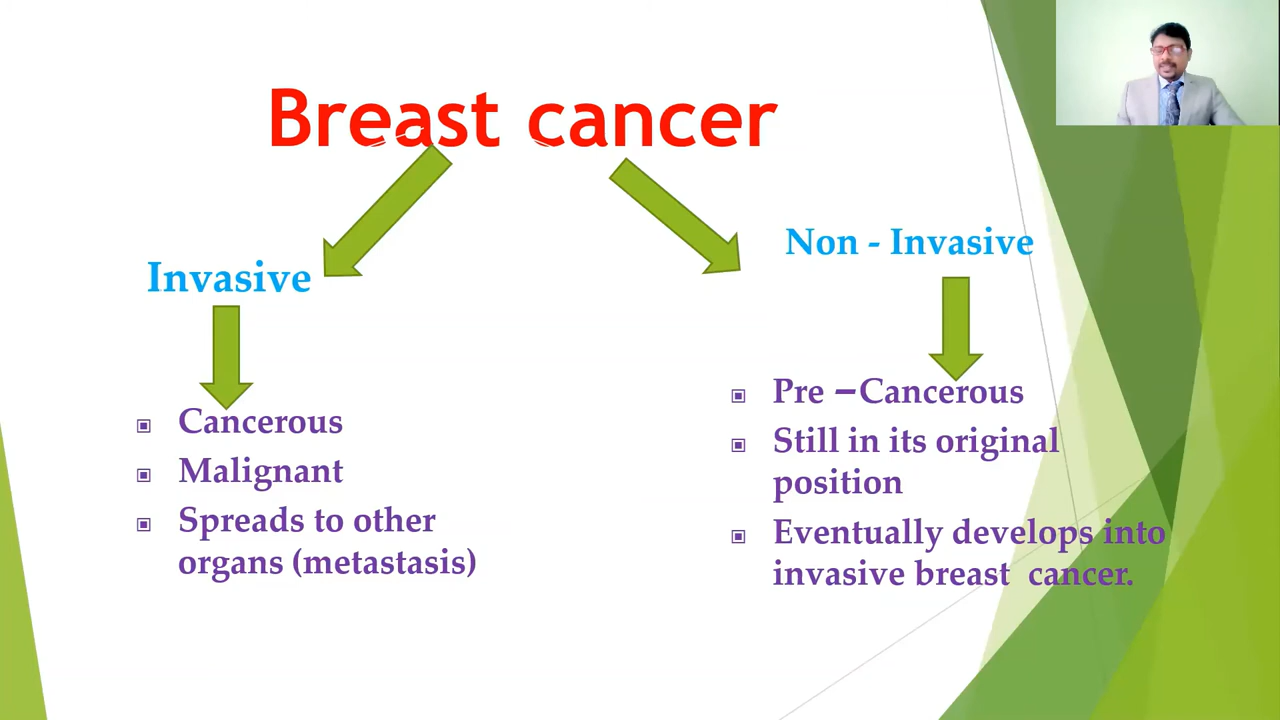 Breast cancer
Invasive
Cancerous
Malignant
Spreads to other
organs (metastasis)
Non - Invasive
Pre –Cancerous
Still in its original
position
Eventually develops into
invasive breast cancer.